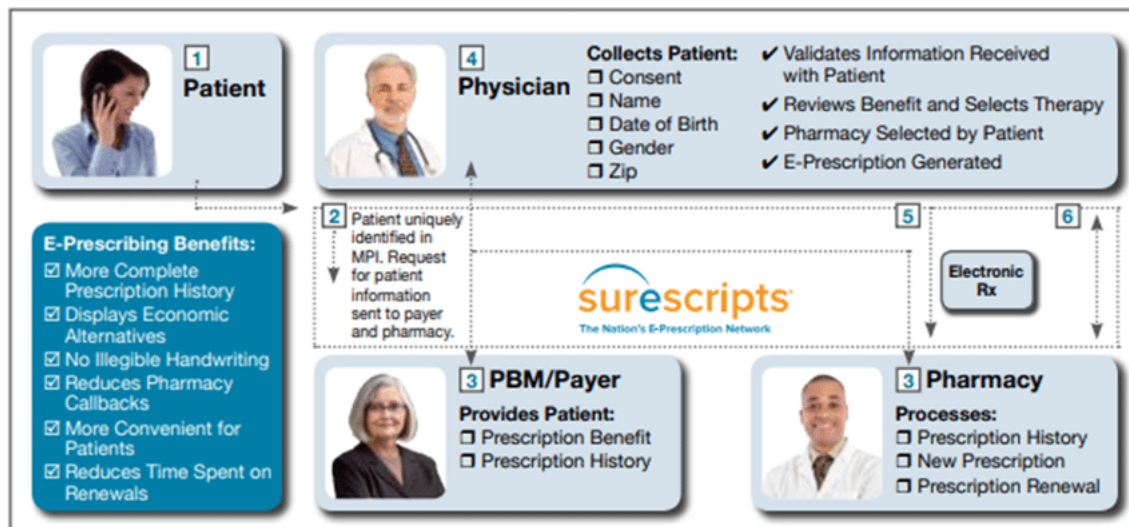 1
Patient
4
Physician
Collects Patient:
❒ Consent
❒ Name
❒ Date of Birth
❒ Gender
❒ Zip
✔ Validates Information Received
with Patient
✔ Reviews Benefit and Selects Therapy
✔ Pharmacy Selected by Patient
✔ E-Prescription Generated
E-Prescribing Benefits:
☑ More Complete
Prescription History
☑ Displays Economic
Alternatives
☑ No Illegible Handwriting
☑ Reduces Pharmacy
Callbacks
☑ More Convenient for
Patients
☑ Reduces Time Spent on
Renewals
2
Patient uniquely
identified in
MPI. Request
for patient
information
sent to payer
and pharmacy.
surescripts
The Nation's E-Prescription Network
5
6
Electronic
Rx
3 PBM/Payer
Provides Patient:
❒ Prescription Benefit
❒ Prescription History
3 Pharmacy
Processes:
❒ Prescription History
❒ New Prescription
❒ Prescription Renewal